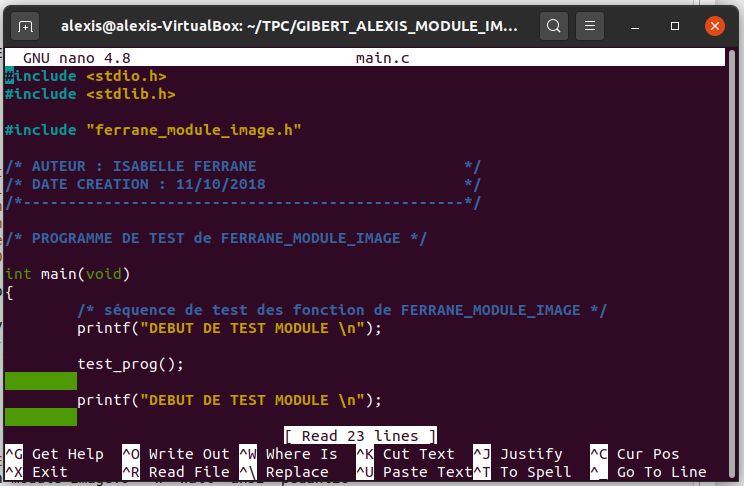 alexis@alexis-VirtualBox: ~/TPC/GIBERT_ALEXIS_MODULE_IM...
GNU nano 4.8 main.c
#include <stdio.h>
#include <stdlib.h>
#include "ferrane_module_image.h"
/* AUTEUR : ISABELLE FERRANE */
/* DATE CREATION : 11/10/2018 */
/*-------------------------------------------------*/
/* PROGRAMME DE TEST de FERRANE_MODULE_IMAGE */
int main(void)
{
/* séquence de test des fonction de FERRANE_MODULE_IMAGE */
printf("DEBUT DE TEST MODULE \n");
test_prog();
printf("DEBUT DE TEST MODULE \n");
[ Read 23 lines ]
^G Get Help ^O Write Out ^W Where Is ^K Cut Text ^J Justify ^C Cur Pos
^X Exit ^R Read File ^\ Replace ^U Paste Text ^T To Spell ^_ Go To Line